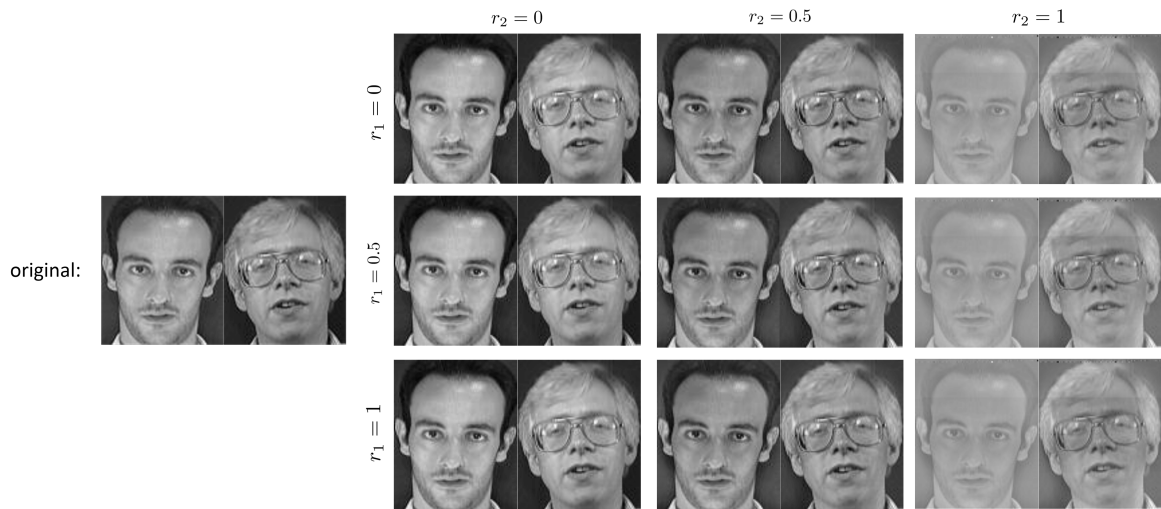 r₂ = 0
r₂ = 0.5
r₂ = 1
r₁ = 0
r₁ = 0.5
original:
r₁ = 1